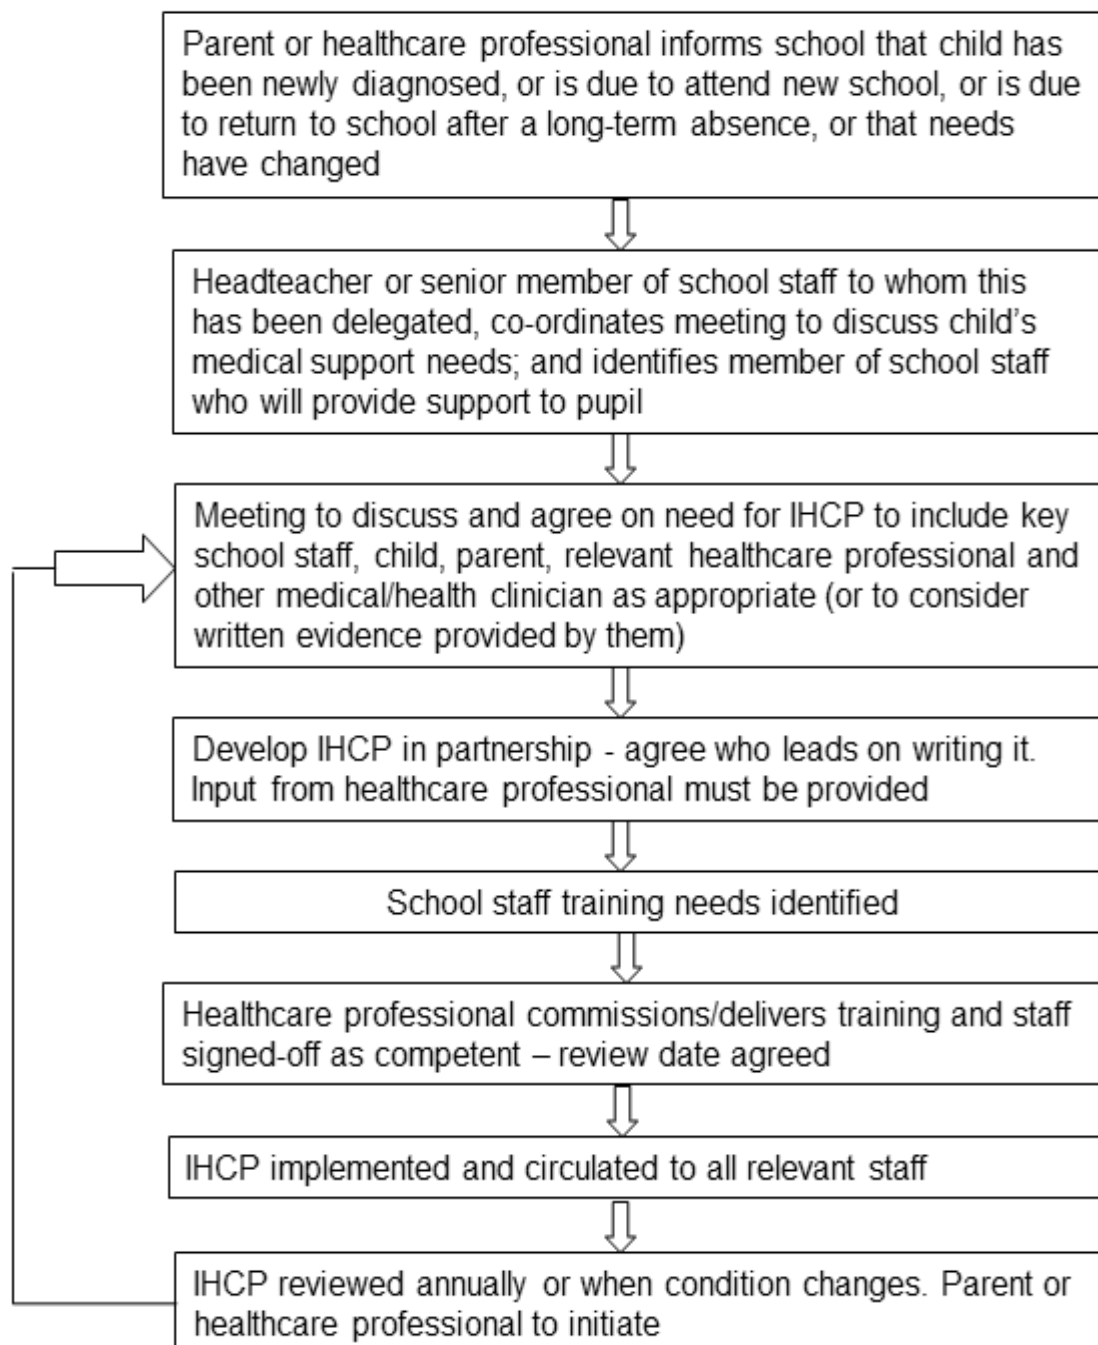 Parent or healthcare professional informs school that child has
been newly diagnosed, or is due to attend new school, or is due
to return to school after a long-term absence, or that needs
have changed
Headteacher or senior member of school staff to whom this
has been delegated, co-ordinates meeting to discuss child’s
medical support needs; and identifies member of school staff
who will provide support to pupil
Meeting to discuss and agree on need for IHCP to include key
school staff, child, parent, relevant healthcare professional and
other medical/health clinician as appropriate (or to consider
written evidence provided by them)
Develop IHCP in partnership - agree who leads on writing it.
Input from healthcare professional must be provided
School staff training needs identified
Healthcare professional commissions/delivers training and staff
signed-off as competent – review date agreed
IHCP implemented and circulated to all relevant staff
IHCP reviewed annually or when condition changes. Parent or
healthcare professional to initiate